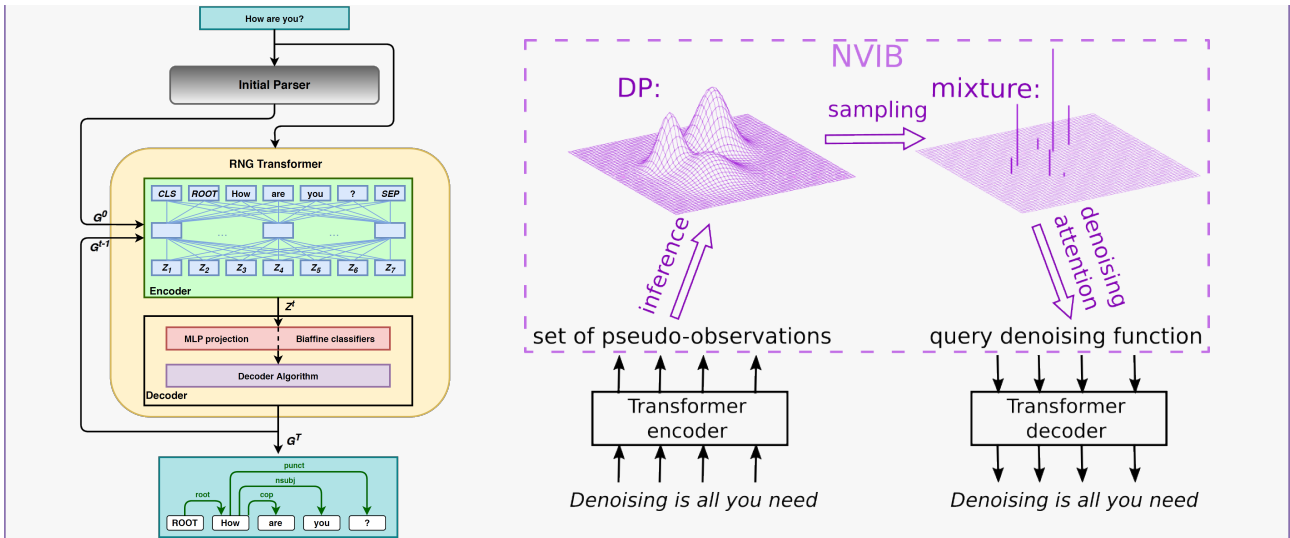 How are you?
Initial Parser
RNG Transformer
CLS ROOT How are you ? SEP
G0
... ...
Gt-1
Z1 Z2 Z3 Z4 Z5 Z6 Z7
Encoder
Zt
MLP projection Biaffine classifiers
Decoder Algorithm
Decoder
GT
punct
nsubj
root cop
ROOT How are you ?
NVIB
DP:
mixture:
sampling
inference
denoising
attention
set of pseudo-observations
query denoising function
Transformer
encoder
Transformer
decoder
Denoising is all you need
Denoising is all you need